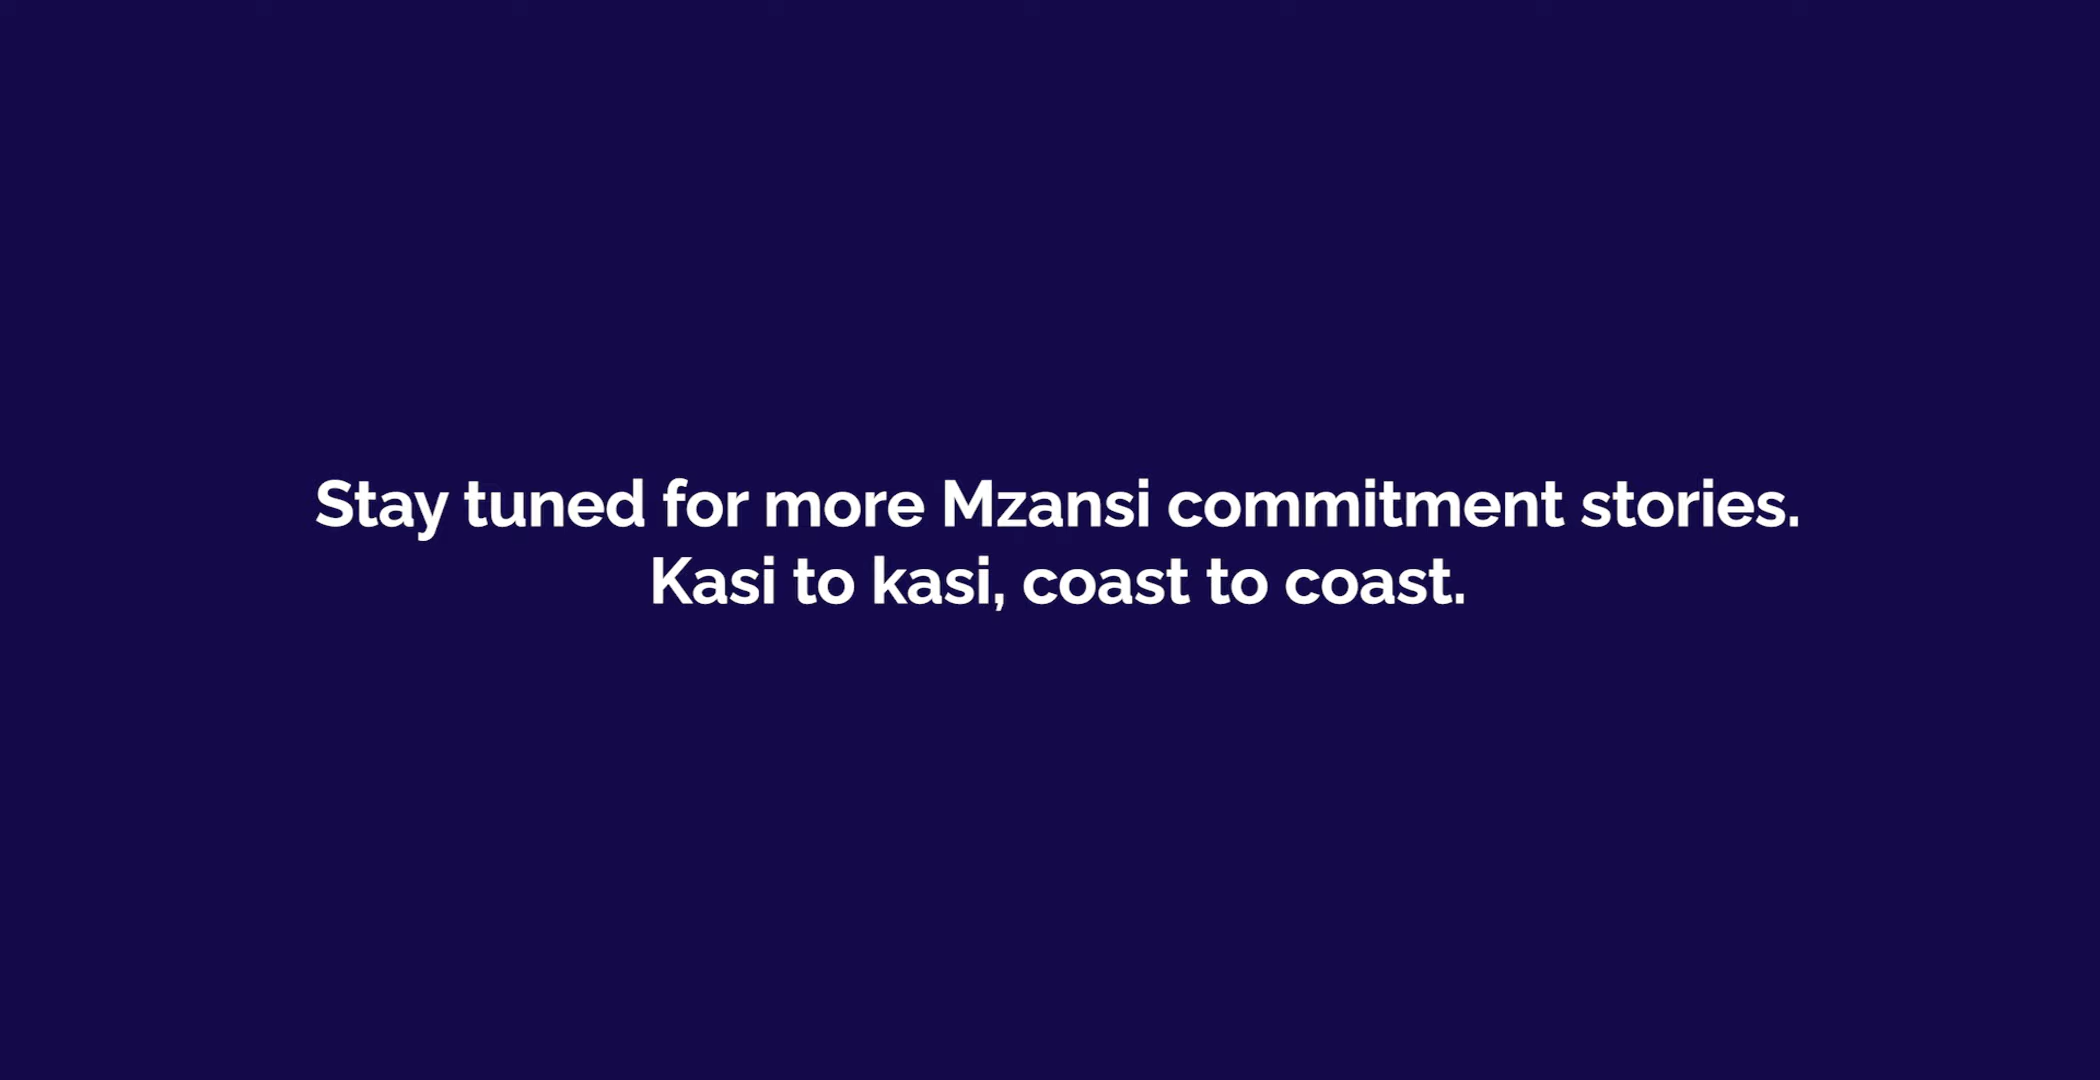 Stay tuned for more Mzansi commitment stories.
Kasi to kasi, coast to coast.